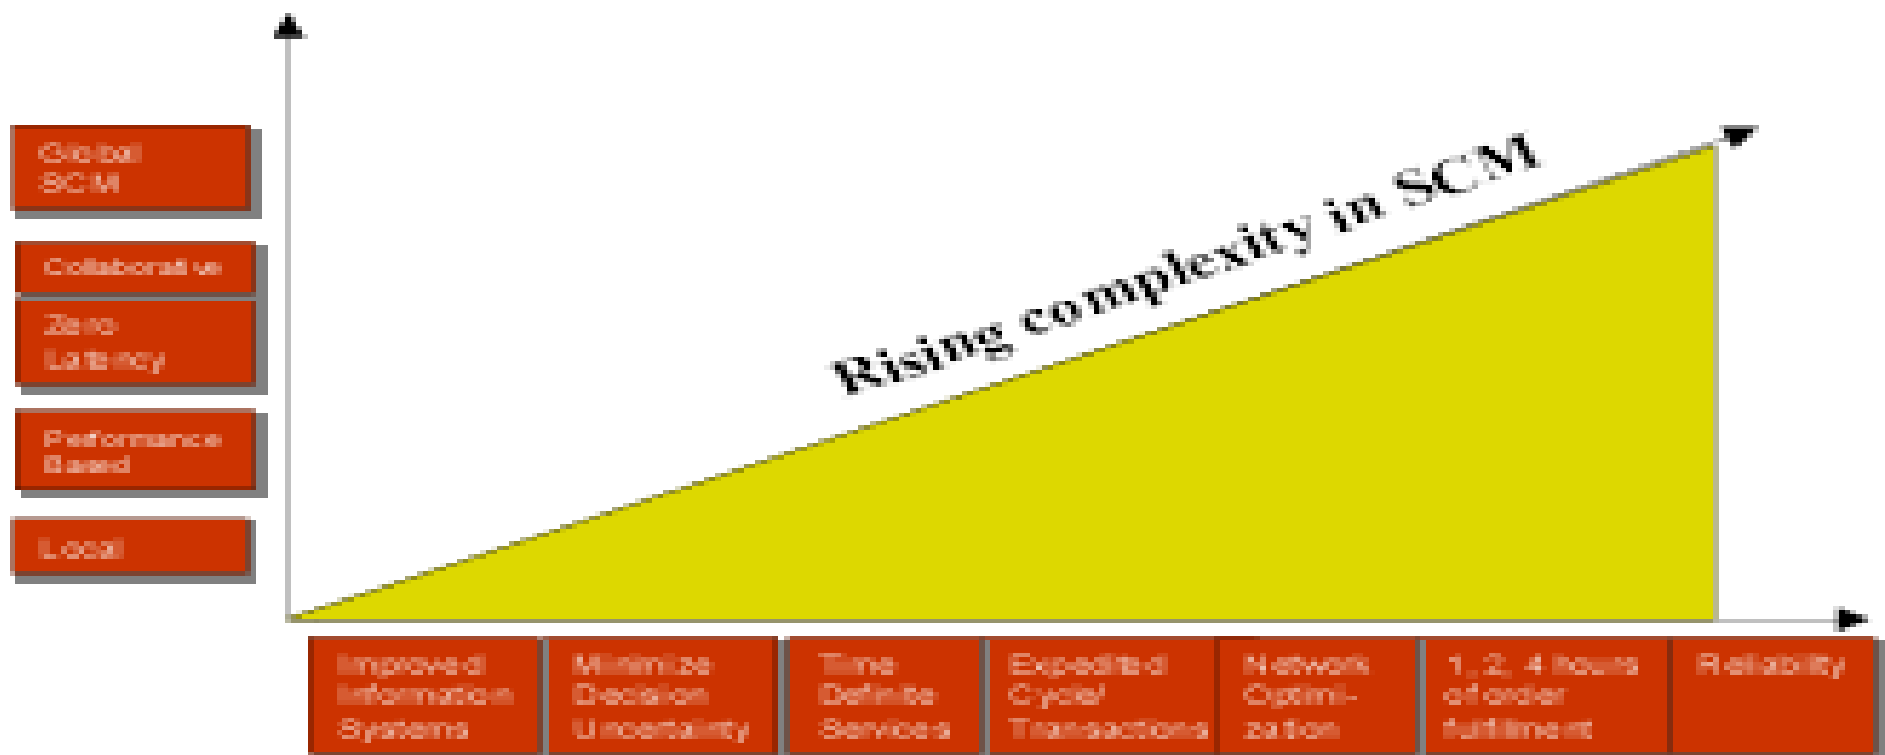 Global
SCM
Collaborative
Zero
Latency
Performance
Based
Local
Rising complexity in SCM
Improved
Information
Systems
Minimize
Decision
Uncertainty
Time
Definite
Services
Expedited
Cycle/
Transactions
Network
Optimi-
zation
1, 2, 4 hours
of order
fulfillment
Reliability